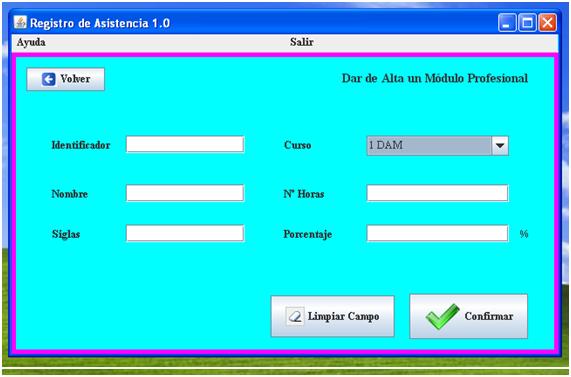 Registro de Asistencia 1.0
Ayuda Salir
Volver Dar de Alta un Módulo Profesional
Identificador Curso 1 DAM
Nombre Nº Horas
Siglas Porcentaje %
Limpiar Campo Confirmar